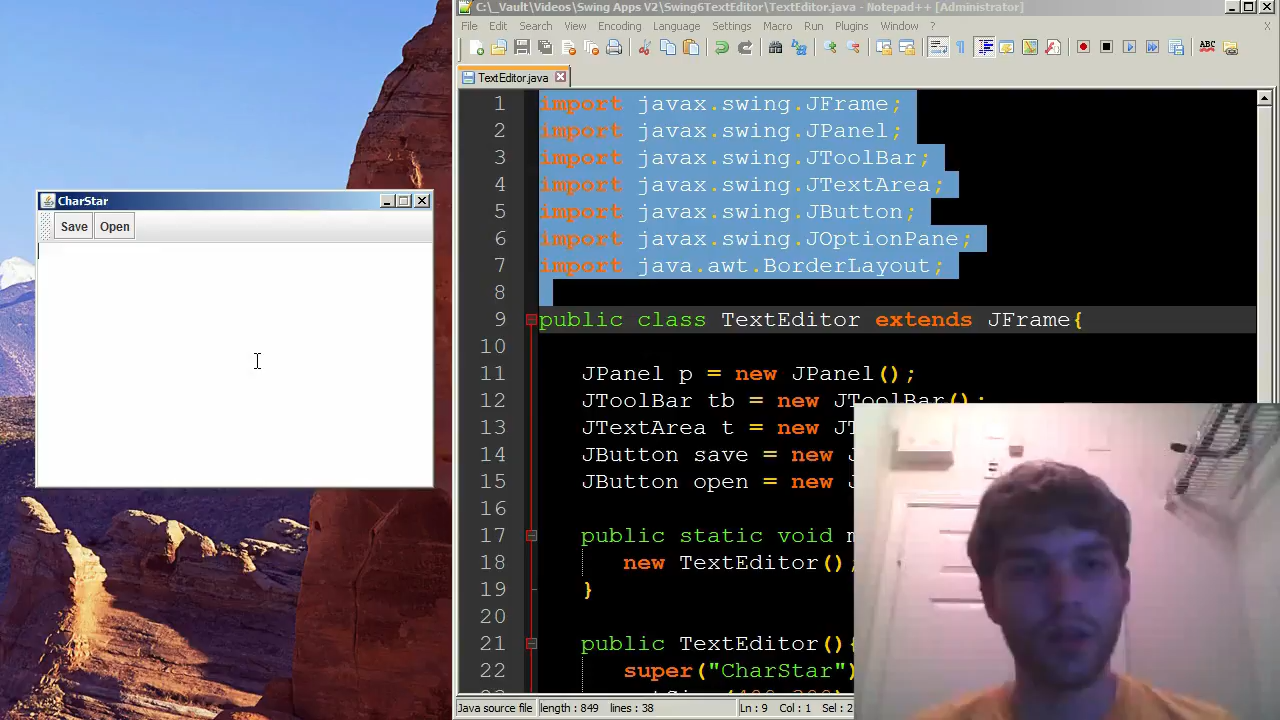 C:\_Vault\Videos\Swing Apps V2\Swing6TextEditor\TextEditor.java - Notepad++ [Administrator]
File Edit Search View Encoding Language Settings Macro Run Plugins Window ? X
ABC
TextEditor.java
1 import javax.swing.JFrame;
2 import javax.swing.JPanel;
3 import javax.swing.JToolBar;
4 import javax.swing.JTextArea;
5 import javax.swing.JButton;
6 import javax.swing.JOptionPane;
7 import java.awt.BorderLayout;
8
9 public class TextEditor extends JFrame{
10
11 JPanel p = new JPanel();
12 JToolBar tb = new JToolBar();
13 JTextArea t = new JT
14 JButton save = new J
15 JButton open = new J
16
17 public static void m
18 new TextEditor();
19 }
20
21 public TextEditor(){
22 super("CharStar")
Java source file length : 849 lines : 38 Ln : 9 Col : 1 Sel : 2
CharStar
Save Open